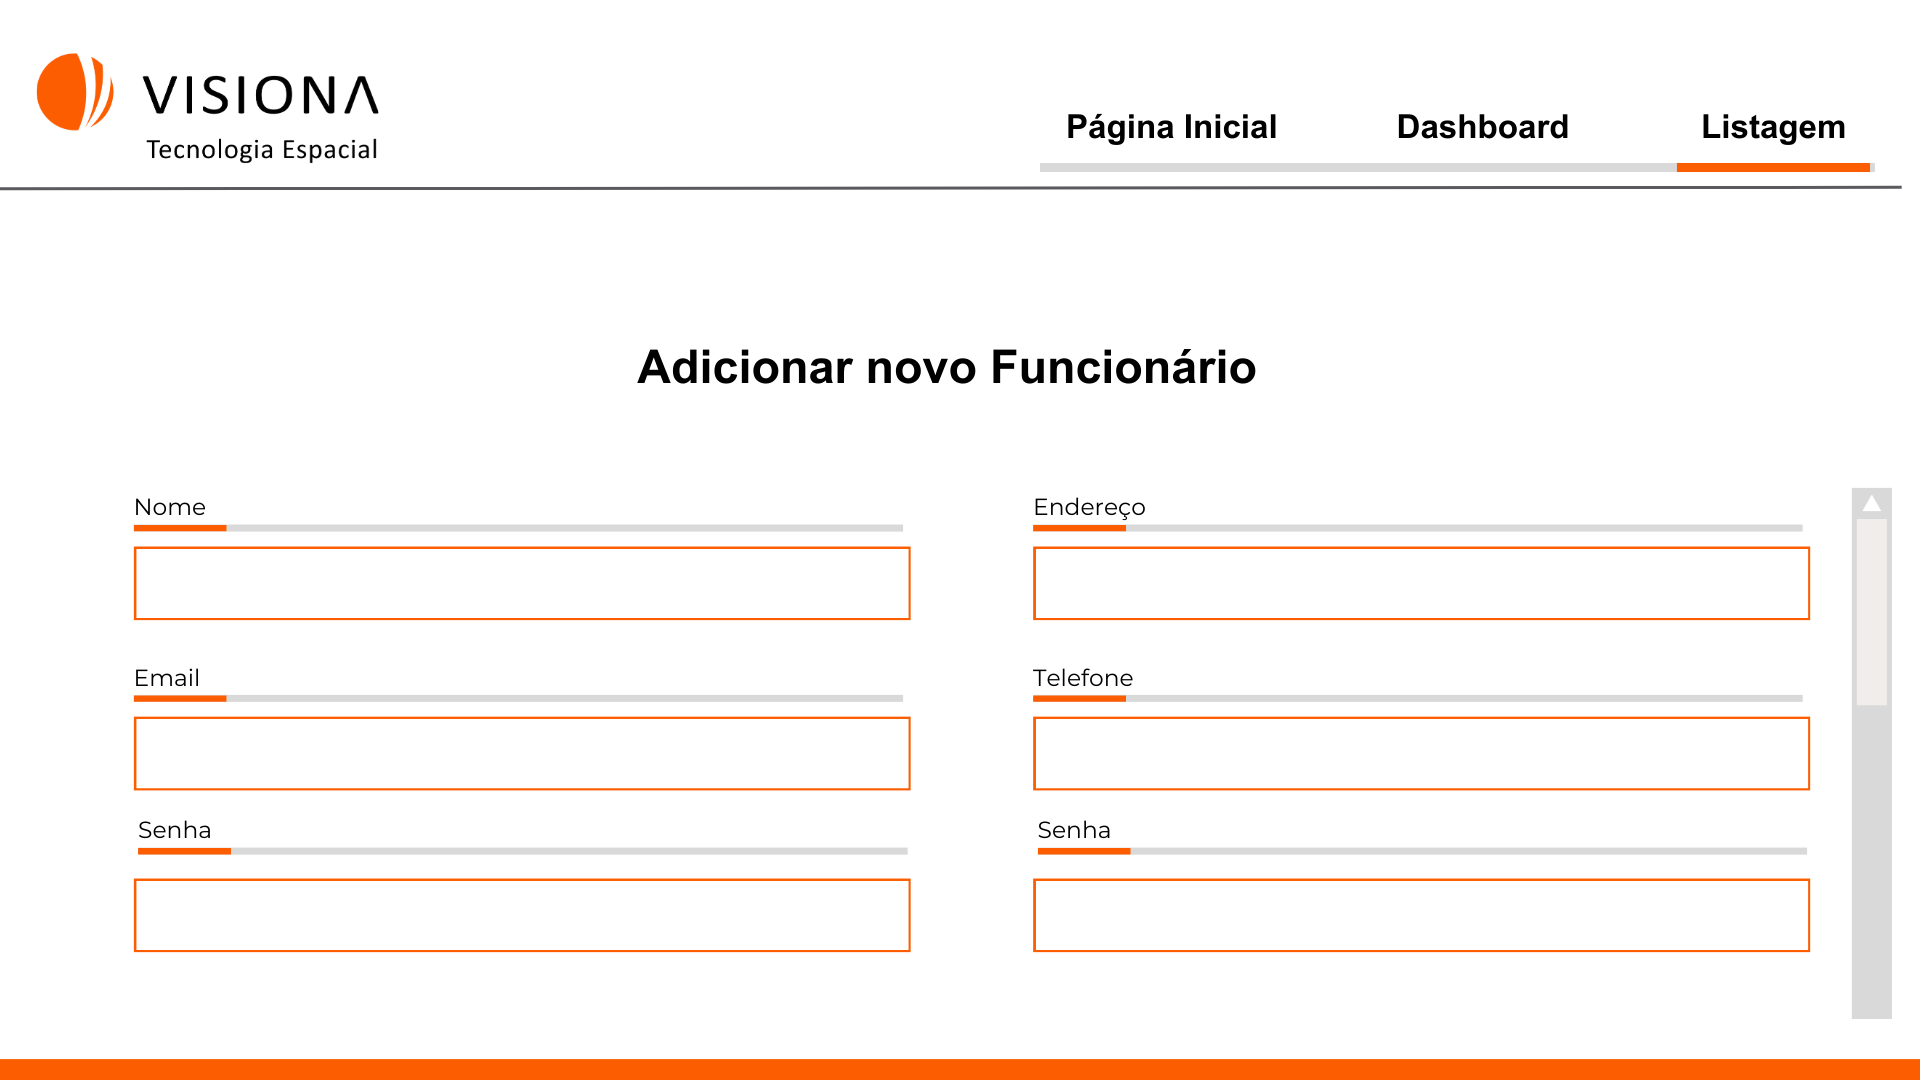 VISIONA
Tecnologia Espacial
Página Inicial
Dashboard
Listagem
Adicionar novo Funcionário
Nome
Endereço
Email
Telefone
Senha
Senha